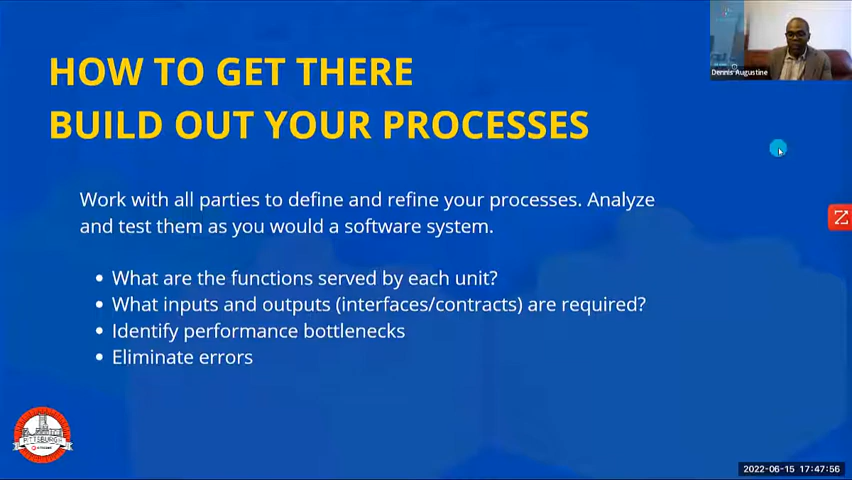 HOW TO GET THERE
BUILD OUT YOUR PROCESSES
Dennis Augustine
Work with all parties to define and refine your processes. Analyze
and test them as you would a software system.
What are the functions served by each unit?
What inputs and outputs (interfaces/contracts) are required?
Identify performance bottlenecks
Eliminate errors
PITTSBURGH
2022-06-15 17:47:56